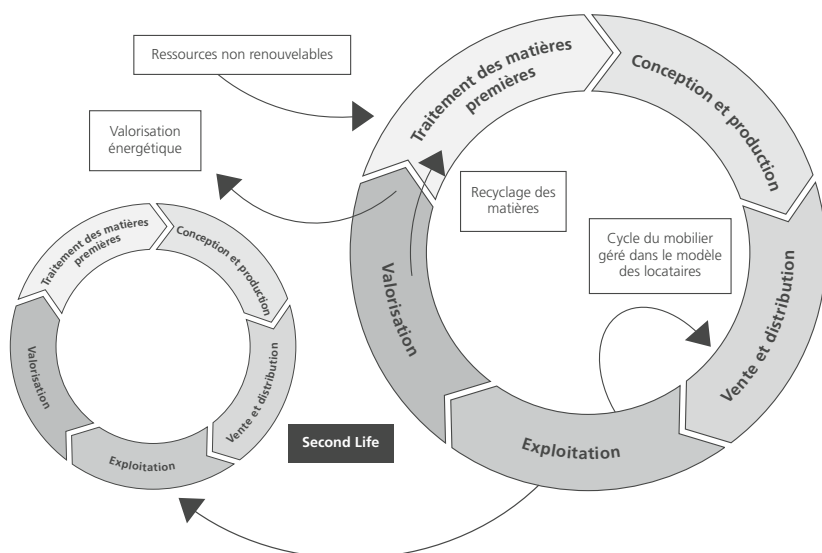 Ressources non renouvelables
Traitement des matières
premières
Conception et production
Valorisation
énergétique
Recyclage des
matières
Cycle du mobilier
géré dans le modèle
des locataires
Valorisation
Vente et distribution
Exploitation
Traitement des matières
premières
Conception et production
Valorisation
Vente et distribution
Exploitation
Second Life